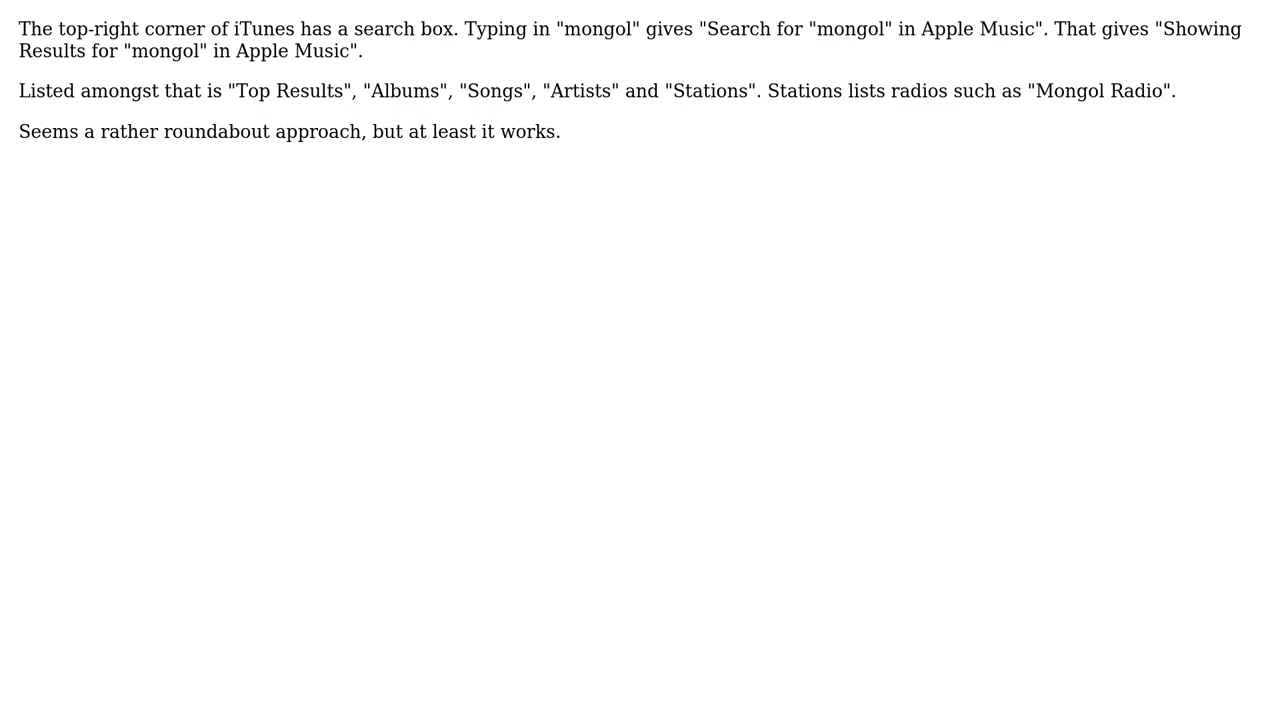 The top-right corner of iTunes has a search box. Typing in "mongol" gives "Search for "mongol" in Apple Music". That gives "Showing
Results for "mongol" in Apple Music".
Listed amongst that is "Top Results", "Albums", "Songs", "Artists" and "Stations". Stations lists radios such as "Mongol Radio".
Seems a rather roundabout approach, but at least it works.